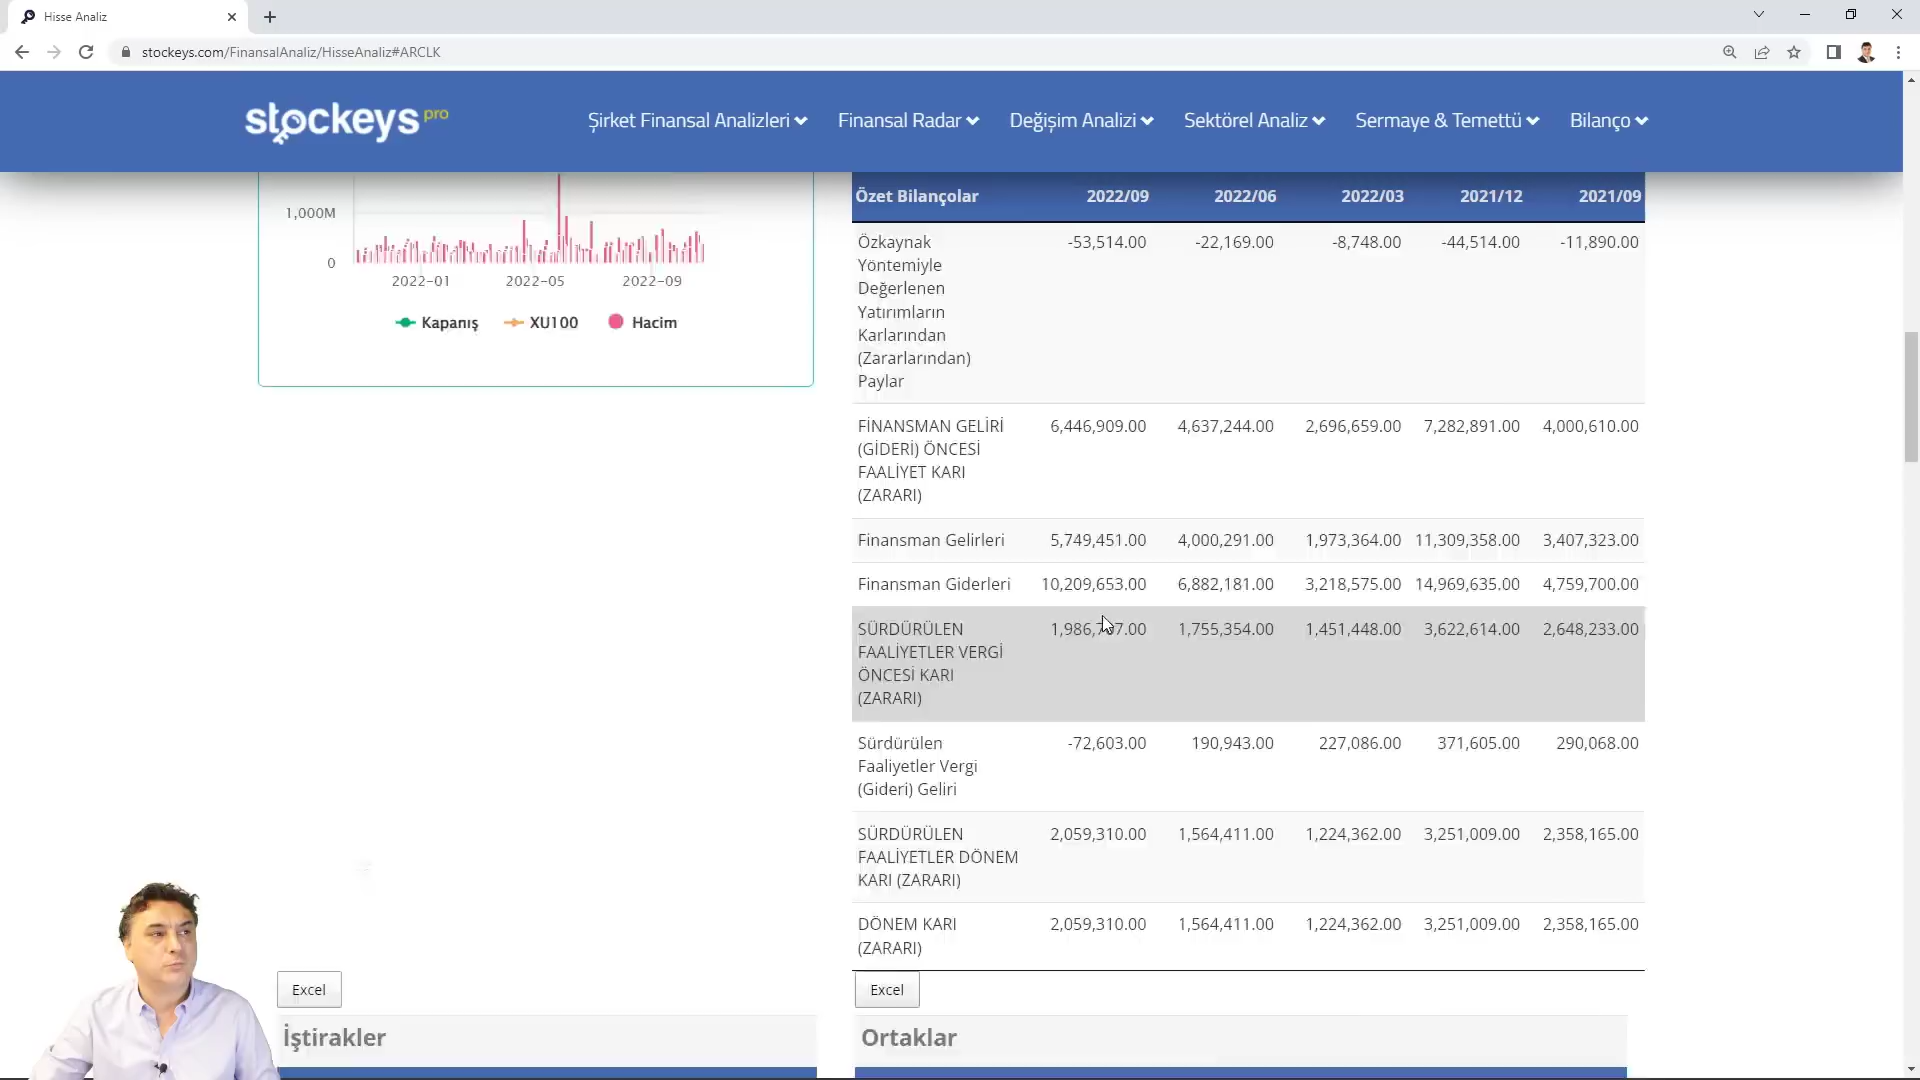 Hisse Analiz
stockeys.com/FinansalAnaliz/HisseAnaliz#ARCLK
stockeys pro
Şirket Finansal Analizleri
Finansal Radar
Değişim Analizi
Sektörel Analiz
Sermaye & Temettü
Bilanço
1,000M
0
2022-01 2022-05 2022-09
Kapanış XU100 Hacim
Özet Bilançolar 2022/09 2022/06 2022/03 2021/12 2021/09
Özkaynak -53,514.00 -22,169.00 -8,748.00 -44,514.00 -11,890.00
Yöntemiyle
Değerlenen
Yatırımların
Karlarından
(Zararlarından)
Paylar
FİNANSMAN GELİRİ 6,446,909.00 4,637,244.00 2,696,659.00 7,282,891.00 4,000,610.00
(GİDERİ) ÖNCESİ
FAALİYET KARI
(ZARARI)
Finansman Gelirleri 5,749,451.00 4,000,291.00 1,973,364.00 11,309,358.00 3,407,323.00
Finansman Giderleri 10,209,653.00 6,882,181.00 3,218,575.00 14,969,635.00 4,759,700.00
SÜRDÜRÜLEN 1,755,354.00 1,451,448.00 3,622,614.00 2,648,233.00
FAALİYETLER VERGİ
ÖNCESİ KARI
(ZARARI)
Sürdürülen -72,603.00 190,943.00 227,086.00 371,605.00 290,068.00
Faaliyetler Vergi
(Gideri) Geliri
SÜRDÜRÜLEN 2,059,310.00 1,564,411.00 1,224,362.00 3,251,009.00 2,358,165.00
FAALİYETLER DÖNEM
KARI (ZARARI)
DÖNEM KARI 2,059,310.00 1,564,411.00 1,224,362.00 3,251,009.00 2,358,165.00
(ZARARI)
Excel
Excel
İştirakler
Ortaklar